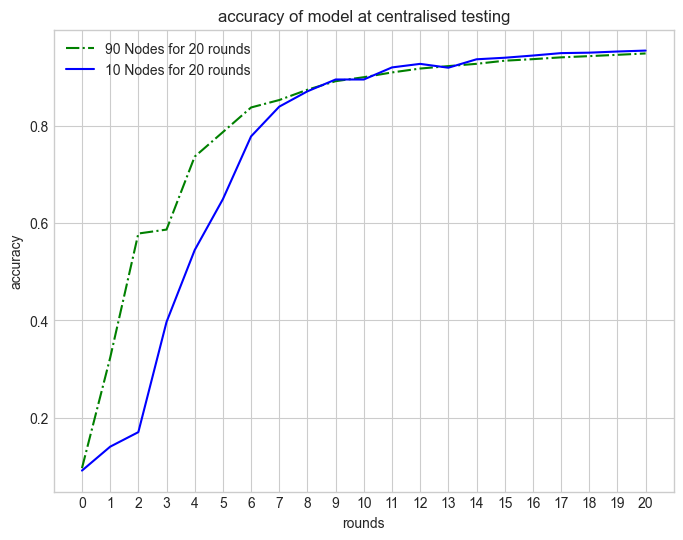 accuracy of model at centralised testing
90 Nodes for 20 rounds
10 Nodes for 20 rounds
accuracy
0.8
0.6
0.4
0.2
0 1 2 3 4 5 6 7 8 9 10 11 12 13 14 15 16 17 18 19 20
rounds